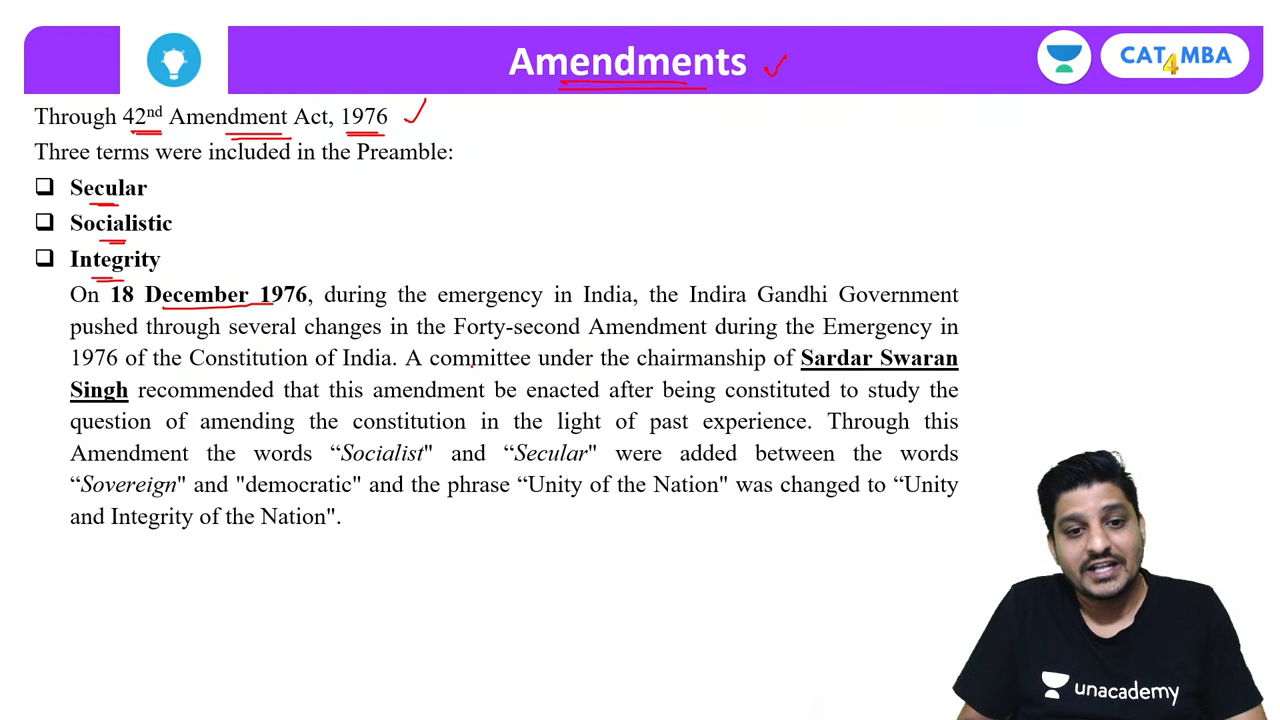 Amendments
CAT4MBA
Through 42nd Amendment Act, 1976
Three terms were included in the Preamble:
❑ Secular
❑ Socialistic
❑ Integrity
On 18 December 1976, during the emergency in India, the Indira Gandhi Government
pushed through several changes in the Forty-second Amendment during the Emergency in
1976 of the Constitution of India. A committee under the chairmanship of Sardar Swaran
Singh recommended that this amendment be enacted after being constituted to study the
question of amending the constitution in the light of past experience. Through this
Amendment the words “Socialist" and “Secular" were added between the words
“Sovereign" and "democratic" and the phrase “Unity of the Nation" was changed to “Unity
and Integrity of the Nation".
unacademy